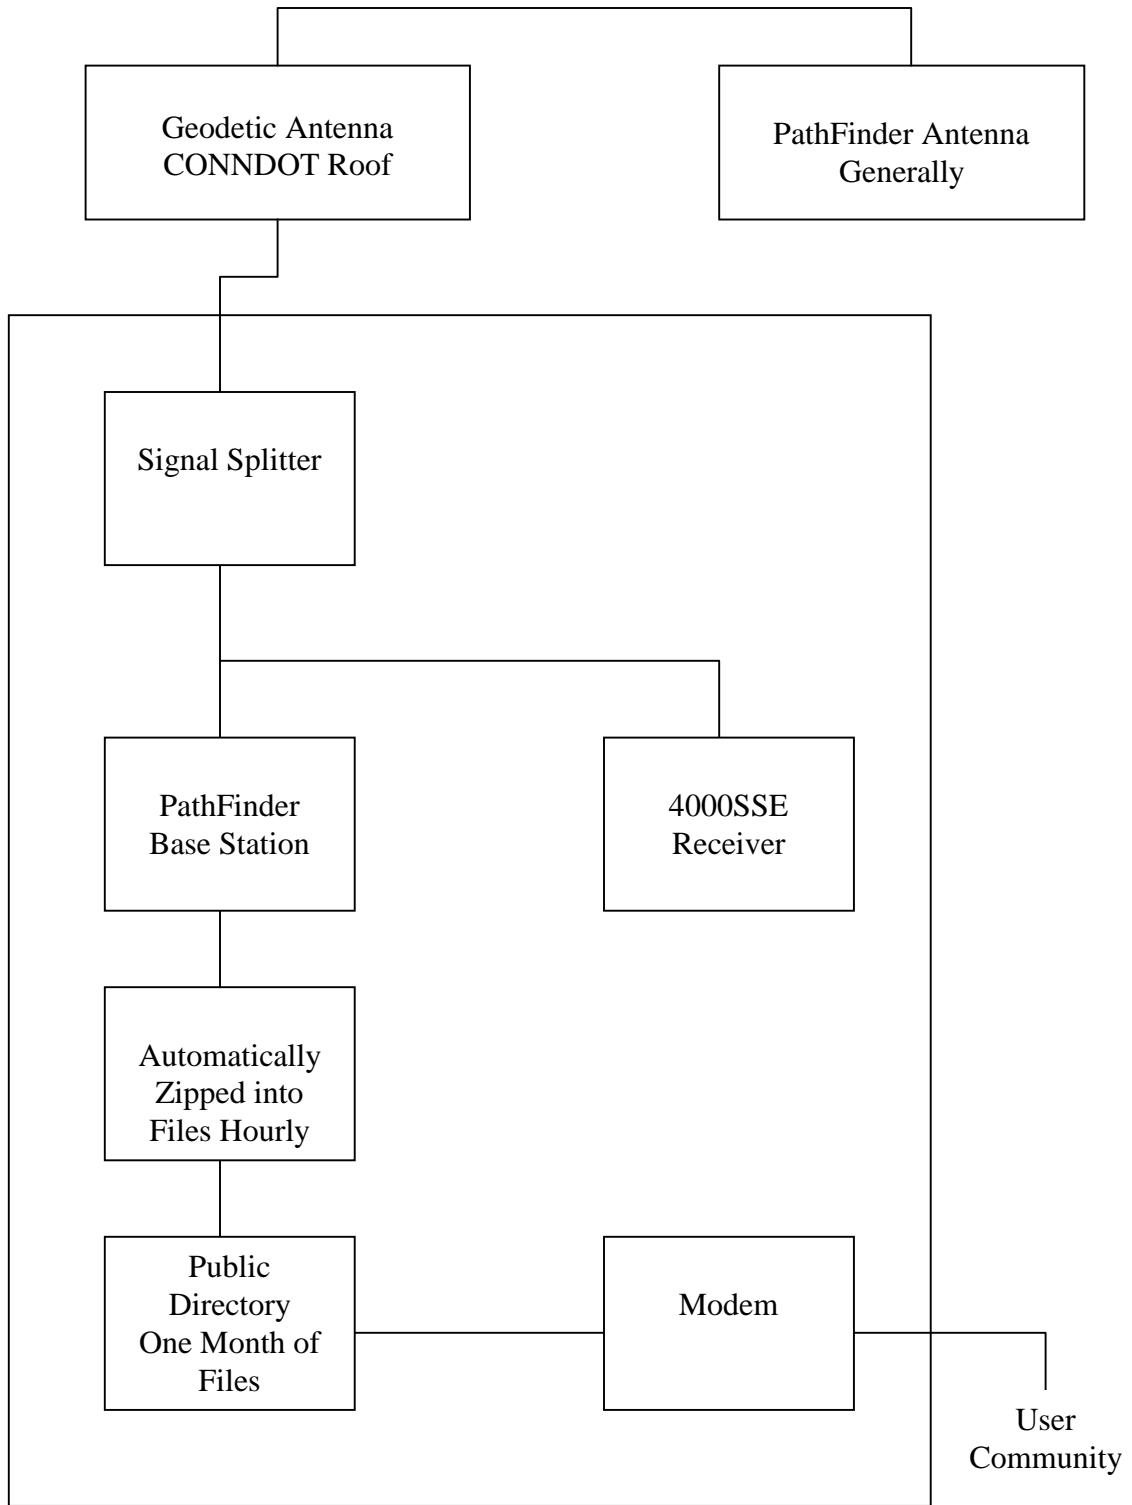 Geodetic Antenna
CONNDOT Roof
PathFinder Antenna
Generally
Signal Splitter
PathFinder
Base Station
4000SSE
Receiver
Automatically
Zipped into
Files Hourly
Public
Directory
One Month of
Files
Modem
User
Community